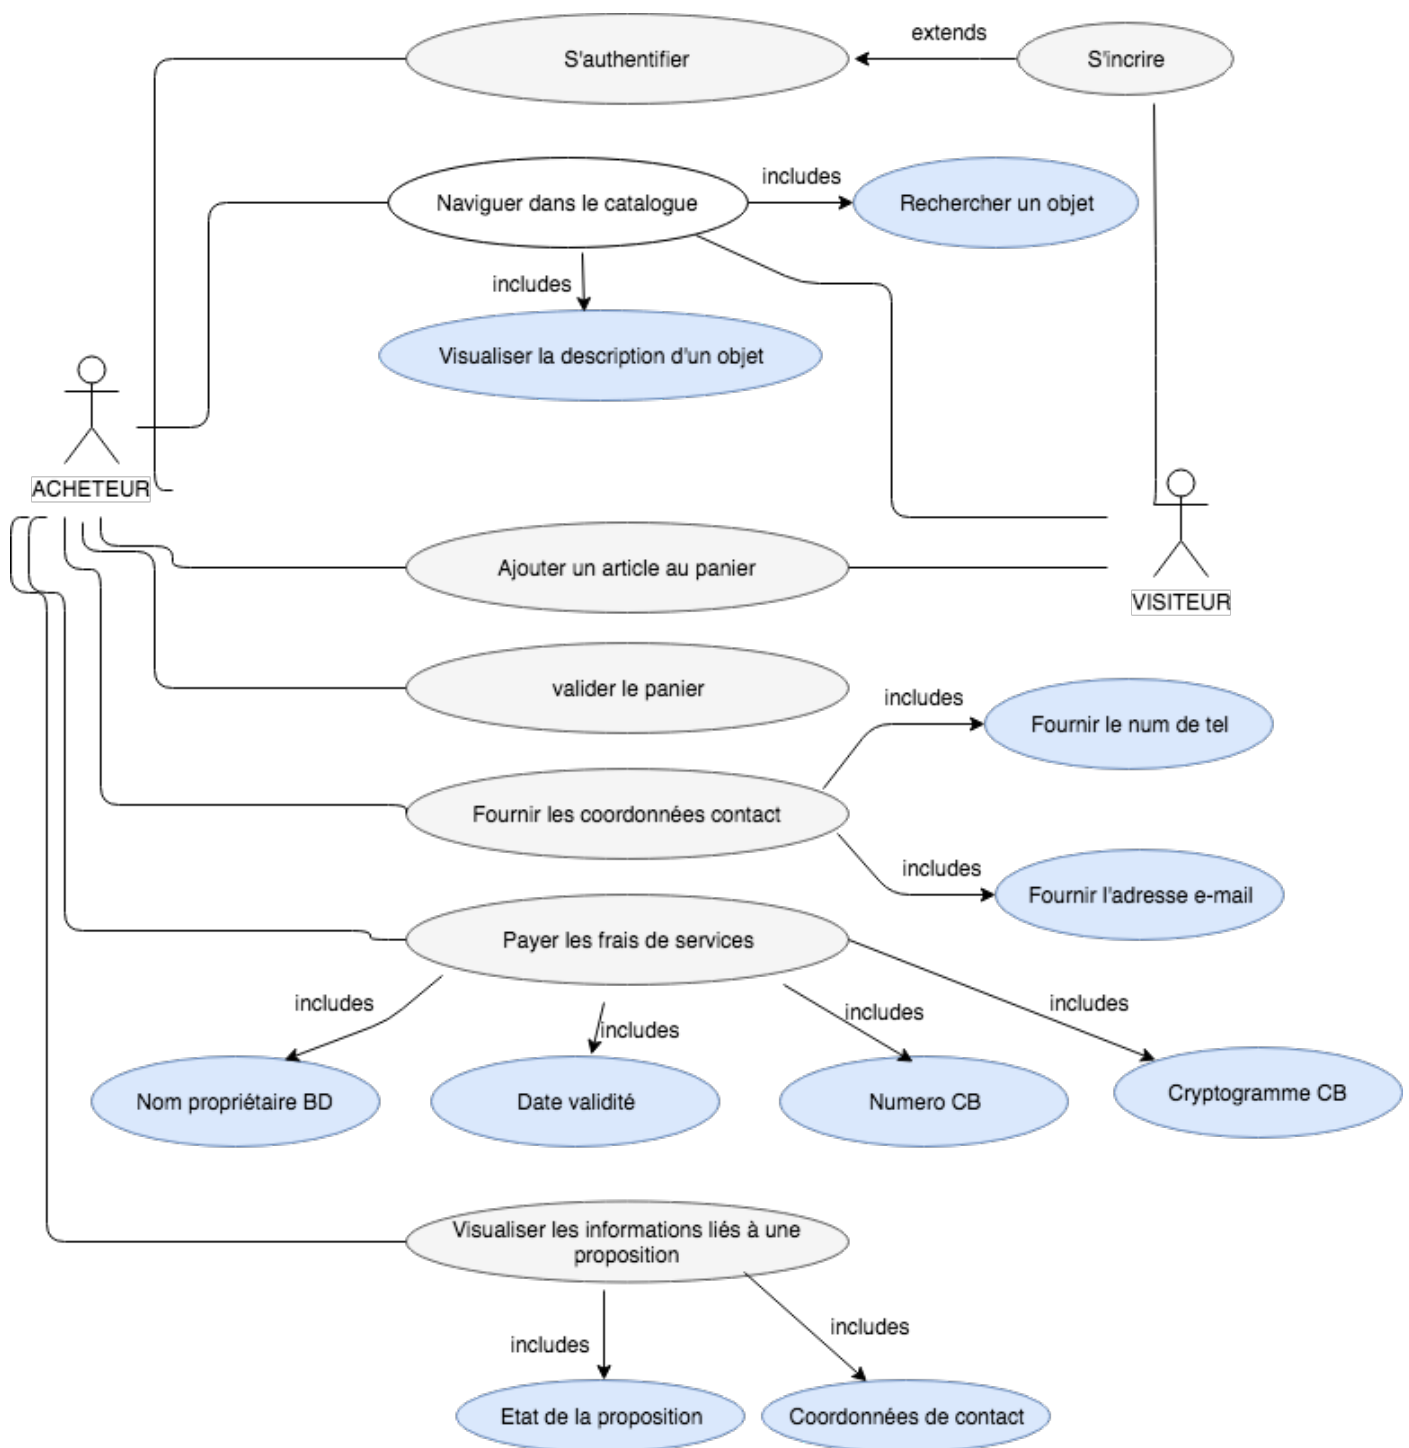 extends
S'authentifier
S'incrire
includes
Naviguer dans le catalogue
Rechercher un objet
includes
Visualiser la description d'un objet
ACHETEUR
Ajouter un article au panier
VISITEUR
valider le panier
includes
Fournir le num de tel
Fournir les coordonnées contact
includes
Fournir l'adresse e-mail
Payer les frais de services
includes
includes
includes
includes
Nom propriétaire BD
Date validité
Numero CB
Cryptogramme CB
Visualiser les informations liés à une
proposition
includes
includes
Etat de la proposition
Coordonnées de contact